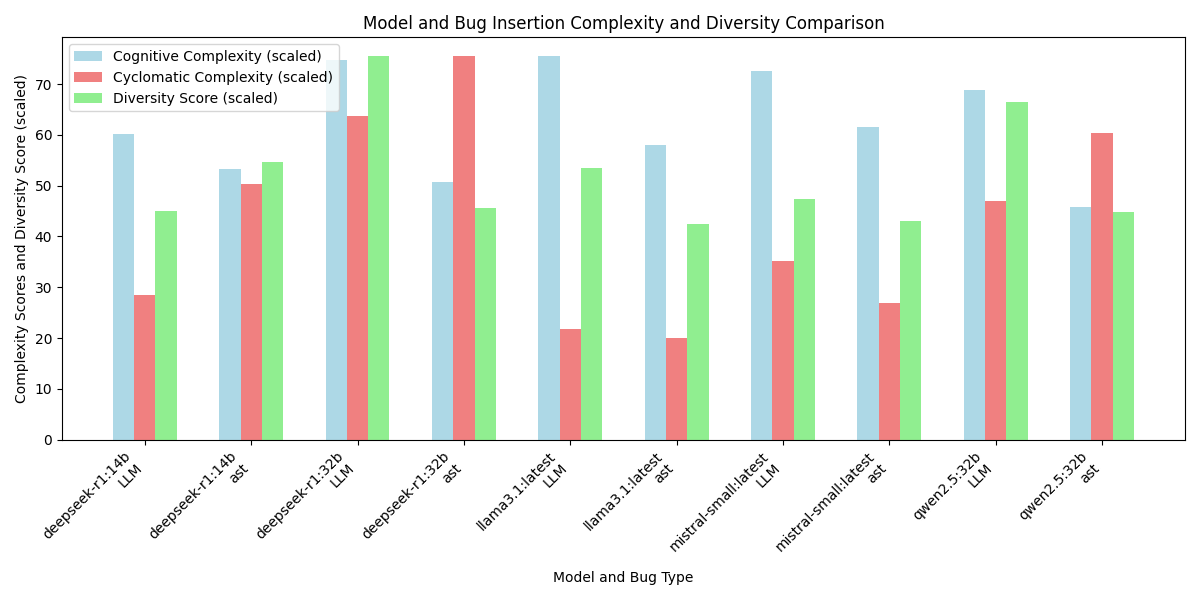 Model and Bug Insertion Complexity and Diversity Comparison
Cognitive Complexity (scaled)
Cyclomatic Complexity (scaled)
Diversity Score (scaled)
Complexity Scores and Diversity Score (scaled)
70
60
50
40
30
20
10
0
deepseek-r1:14b
LLM
deepseek-r1:14b
ast
deepseek-r1:32b
LLM
deepseek-r1:32b
ast
llama3.1:latest
LLM
llama3.1:latest
ast
mistral-small:latest
LLM
mistral-small:latest
ast
qwen2.5:32b
LLM
qwen2.5:32b
ast
Model and Bug Type